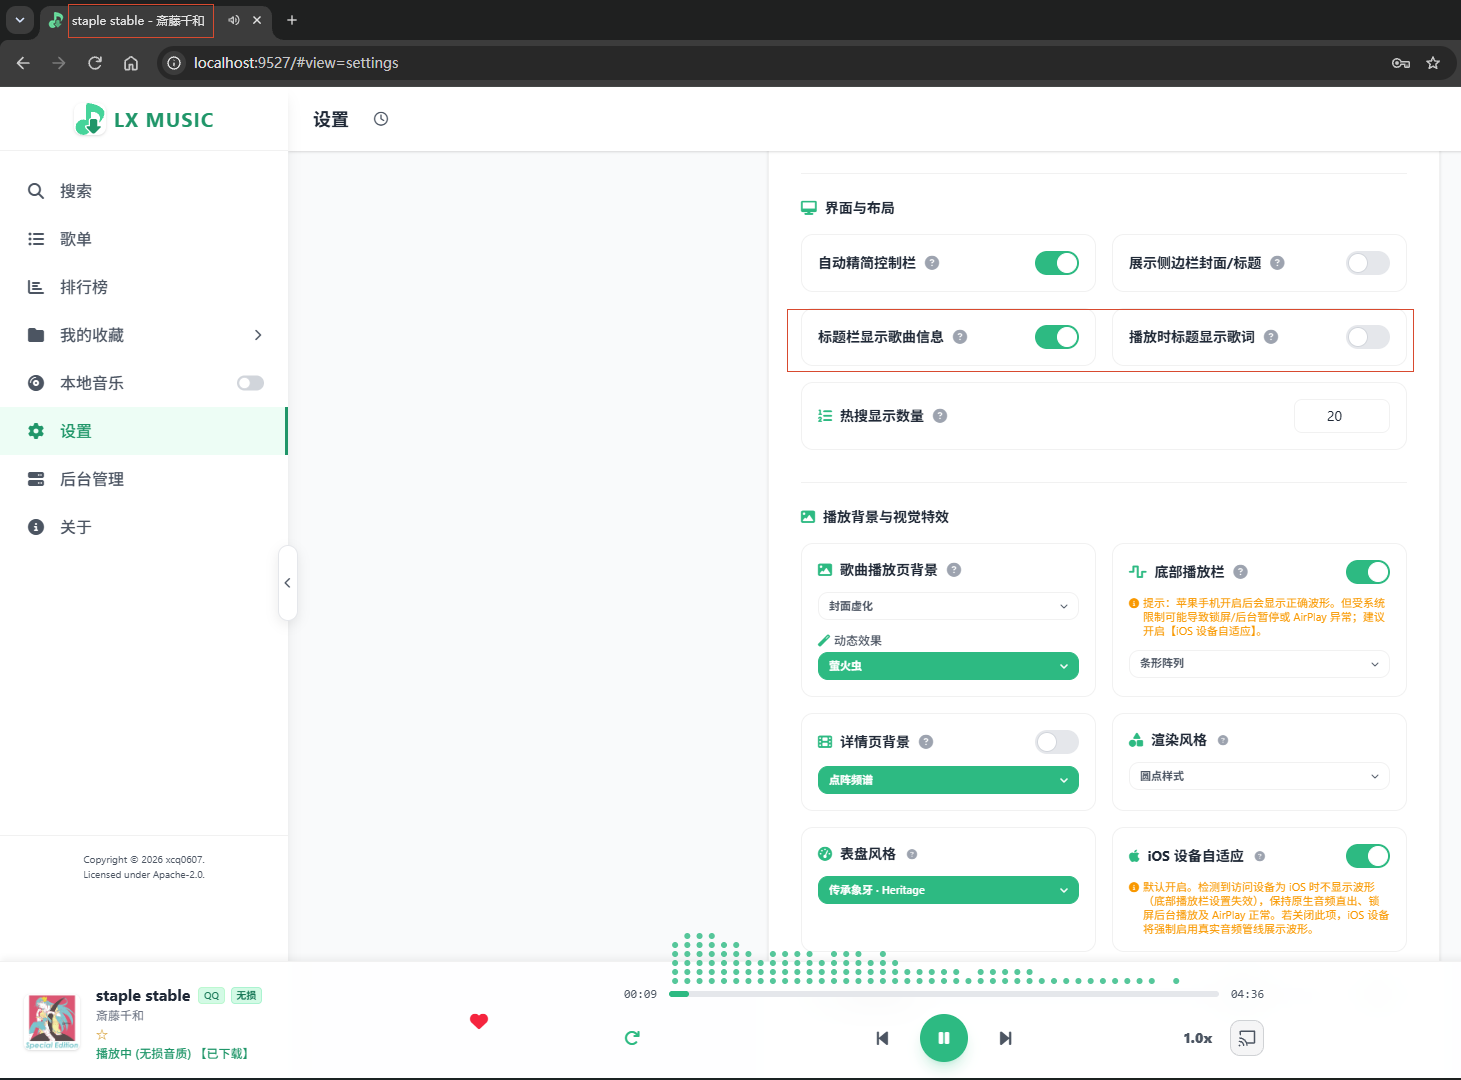 staple stable - 斎藤千和
localhost:9527/#view=settings
LX MUSIC
设置
搜索
歌单
排行榜
我的收藏
本地音乐
设置
后台管理
关于
Copyright © 2026 xcq0607.
Licensed under Apache-2.0.
界面与布局
自动精简控制栏
展示侧边栏封面/标题
标题栏显示歌曲信息
播放时标题显示歌词
热搜显示数量
20
播放背景与视觉特效
歌曲播放页背景
封面虚化
动态效果
萤火虫
底部播放栏
提示：苹果手机开启后会显示正确波形。但受系统
限制可能导致锁屏/后台暂停或 AirPlay 异常；建议
开启【iOS 设备自适应】。
条形阵列
详情页背景
点阵频谱
渲染风格
圆点样式
表盘风格
传承象牙 - Heritage
iOS 设备自适应
默认开启。检测到访问设备为 iOS 时不显示波形
（底部播放栏设置失效），保持原生音频直出、锁
屏后台播放及 AirPlay 正常。若关闭此项，iOS 设备
将强制启用真实音频管线展示波形。
staple stable QQ 无损
斎藤千和
播放中 (无损音质) 【已下载】
Special Edition
00:09
04:36
1.0x